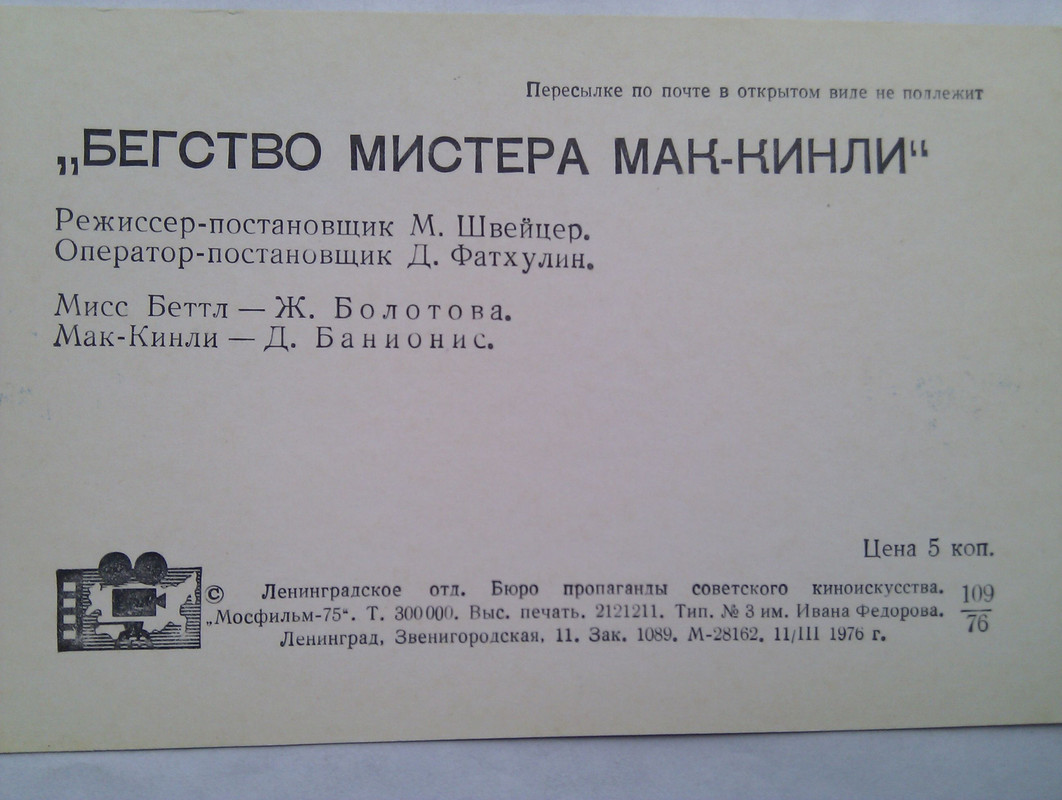 Пересылке по почте в открытом виде не подлежит
„БЕГСТВО МИСТЕРА МАК-КИНЛИ“
Режиссер-постановщик М. Швейцер.
Оператор-постановщик Д. Фатхулин.
Мисс Беттл — Ж. Болотова.
Мак-Кинли — Д. Банионис.
Цена 5 коп.
© Ленинградское отд. Бюро пропаганды советского киноискусства.
„Мосфильм-75“. Т. 300 000. Выс. печать. 2121211. Тип. № 3 им. Ивана Федорова.
Ленинград, Звенигородская, 11. Зак. 1089. М-28162. 11/III 1976 г.
109
76